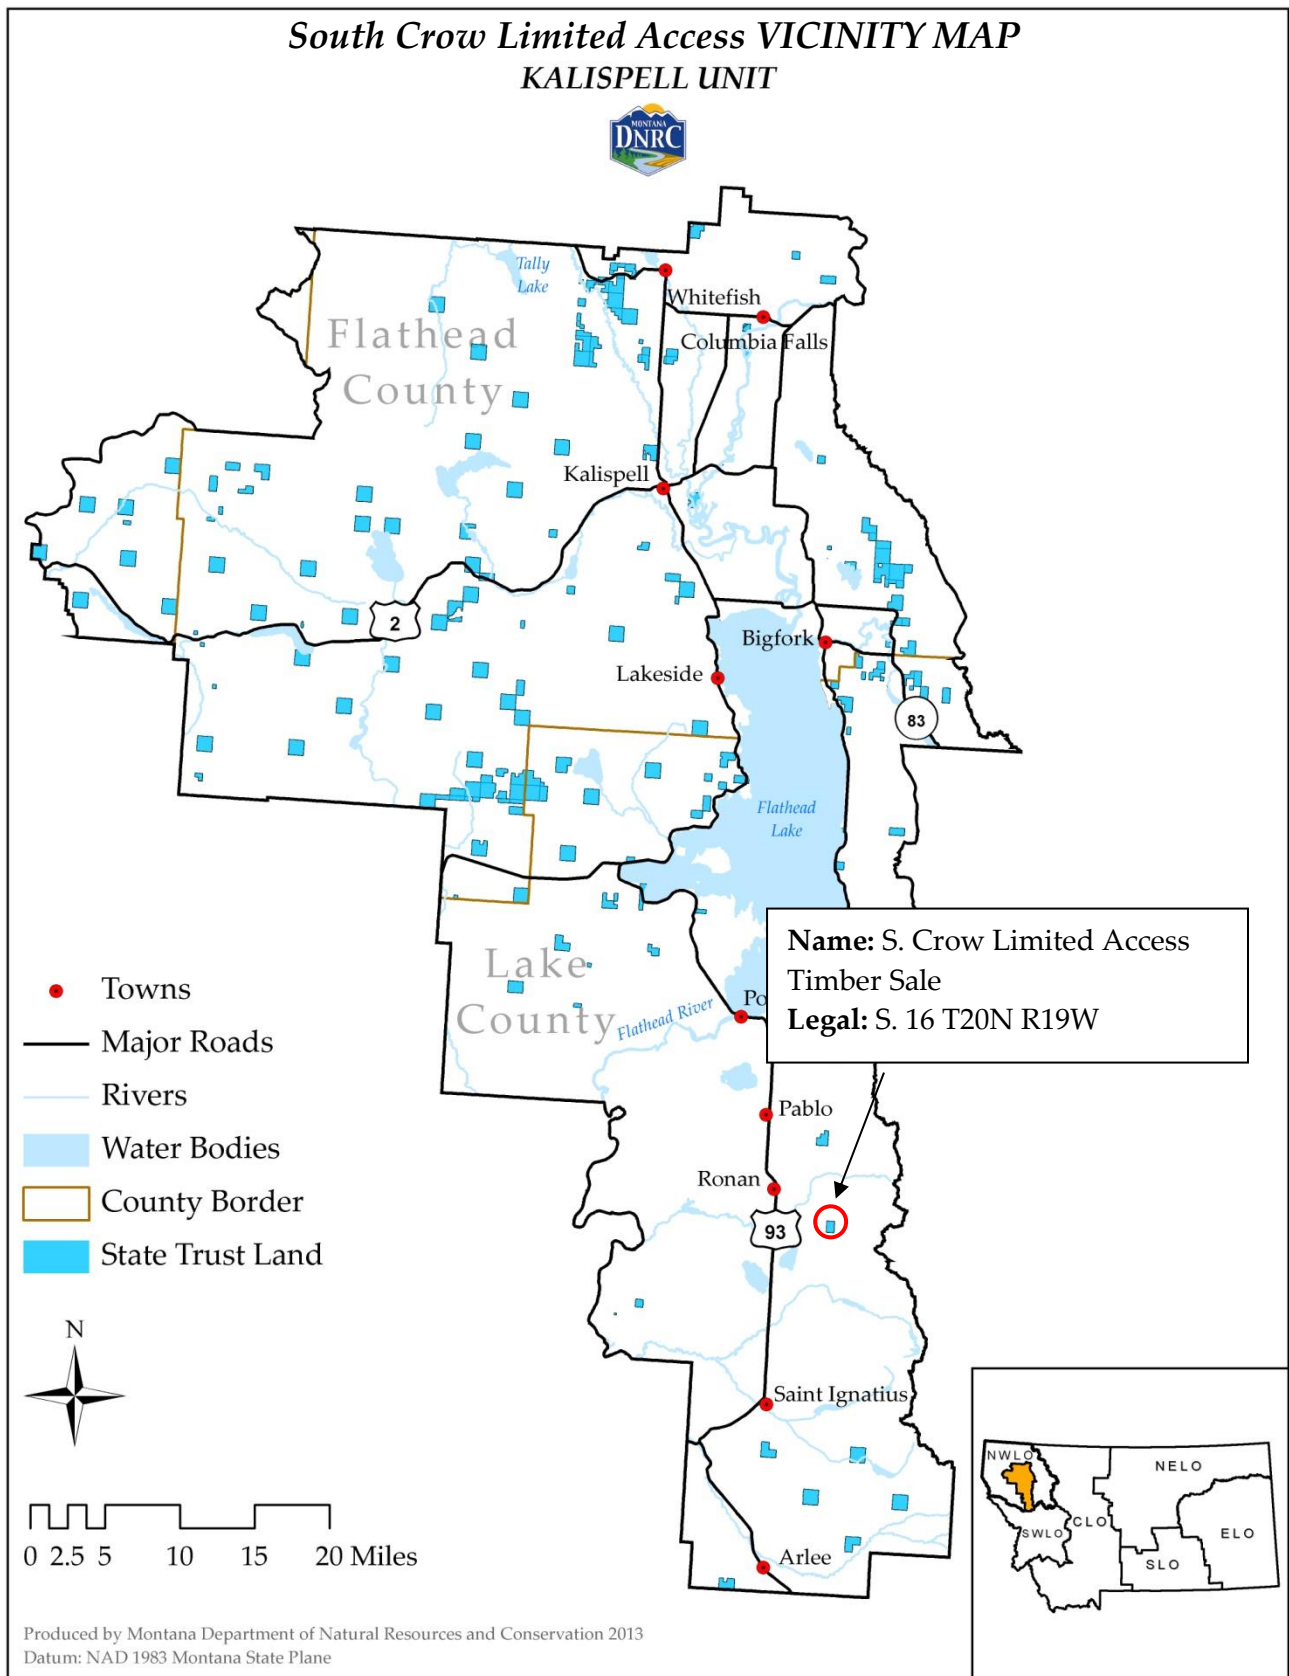 South Crow Limited Access VICINITY MAP
KALISPELL UNIT
MONTANA
DNRC
Tally
Lake
Whitefish
Flathead
County
Columbia Falls
Kalispell
2
Bigfork
Lakeside
83
Flathead
Lake
Name: S. Crow Limited Access
Timber Sale
Legal: S. 16 T20N R19W
Lake
County
Flathead River
Po
Towns
Major Roads
Rivers
Water Bodies
County Border
State Trust Land
Pablo
Ronan
93
N
Saint Ignatius
Arlee
0 2.5 5 10 15 20 Miles
NWLO
NELO
CLO
SWLO
ELO
SLO
Produced by Montana Department of Natural Resources and Conservation 2013
Datum: NAD 1983 Montana State Plane